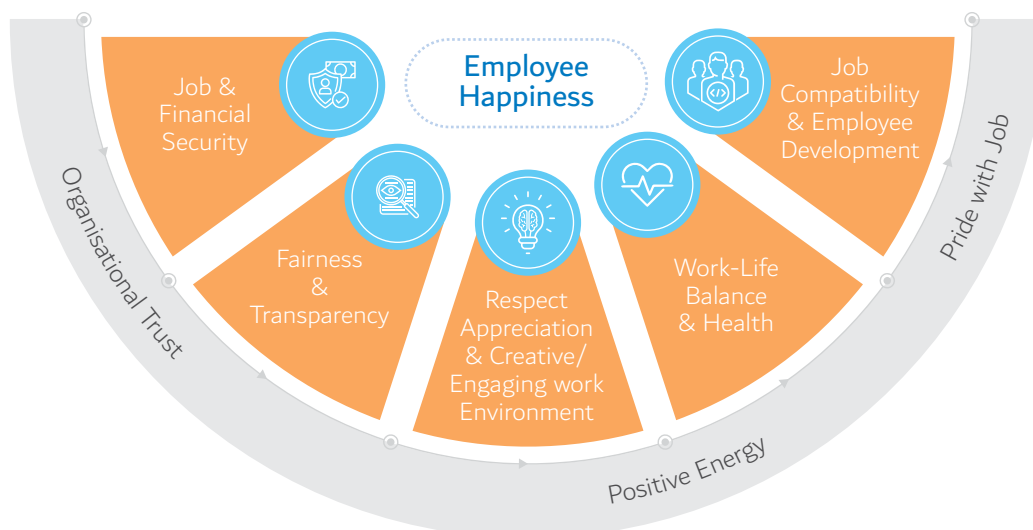 Employee
Happiness
Job &
Financial
Security
Fairness
&
Transparency
Respect
Appreciation
& Creative/
Engaging work
Environment
Work-Life
Balance
& Health
Job
Compatibility
& Employee
Development
Organisational Trust
Positive Energy
Pride with Job